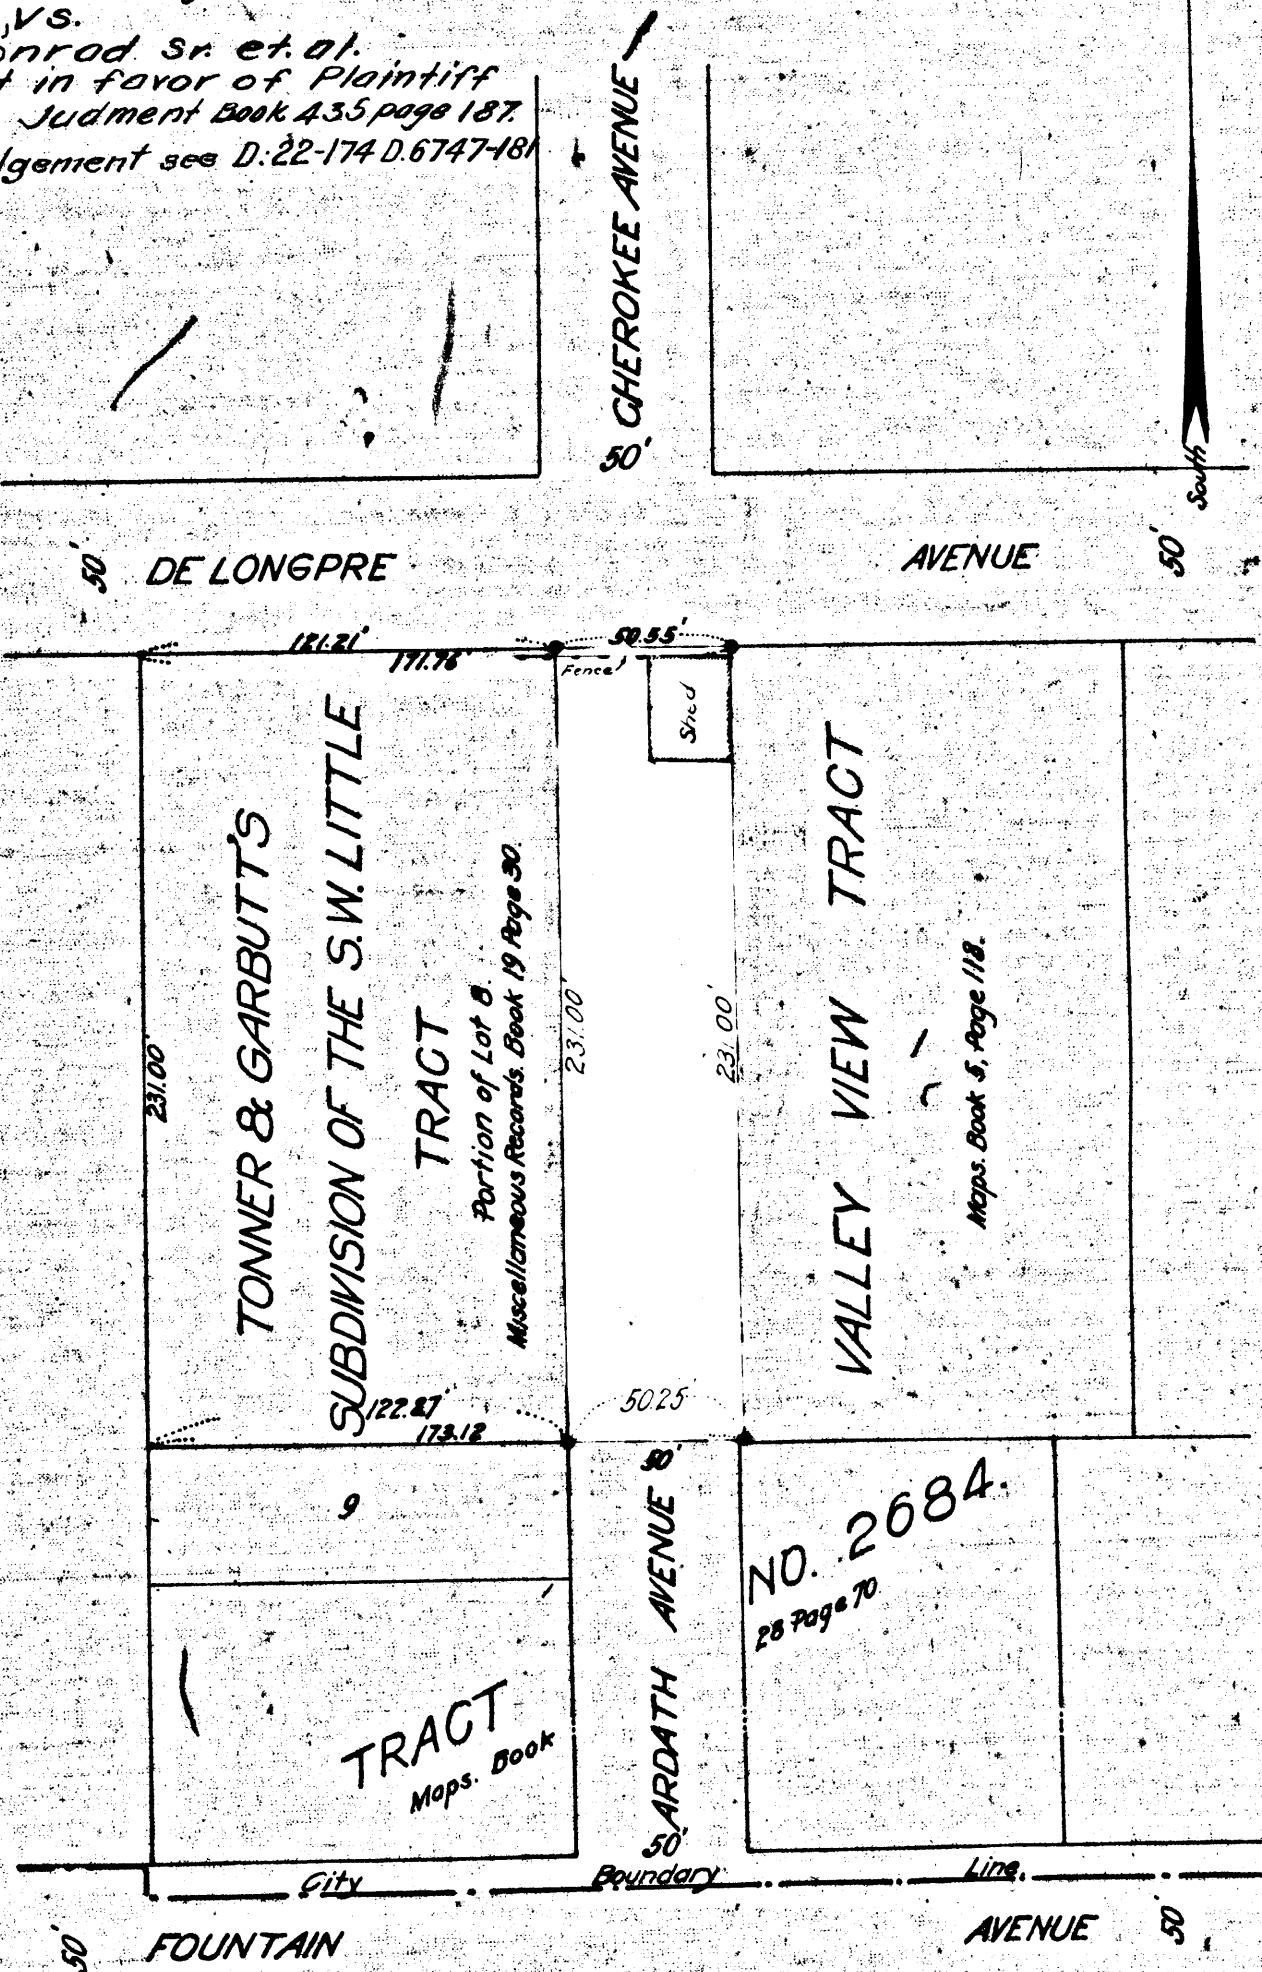 vs.
onrad Sr. et. al.
t in favor of Plaintiff
Judment Book 435 page 187.
dgement see D:22-174 D.6747-181
CHEROKEE AVENUE
50'
South
50'
DE LONGPRE
AVENUE
50'
121.21'
171.76'
50.55'
Fence
Shed
TONNER & GARBUTT'S
SUBDIVISION OF THE S.W. LITTLE
TRACT
Portion of Lot 8.
Miscellaneous Records. Book 19 Page 30.
231.00'
231.00'
231.00'
VALLEY VIEW TRACT
Maps. Book 5, Page 118.
122.87'
173.12
50.25'
50'
9
ARDATH AVENUE
50'
TRACT
Maps. Book
NO. 2684.
28 Page 70
City Boundary Line.
50'
FOUNTAIN
AVENUE
50'